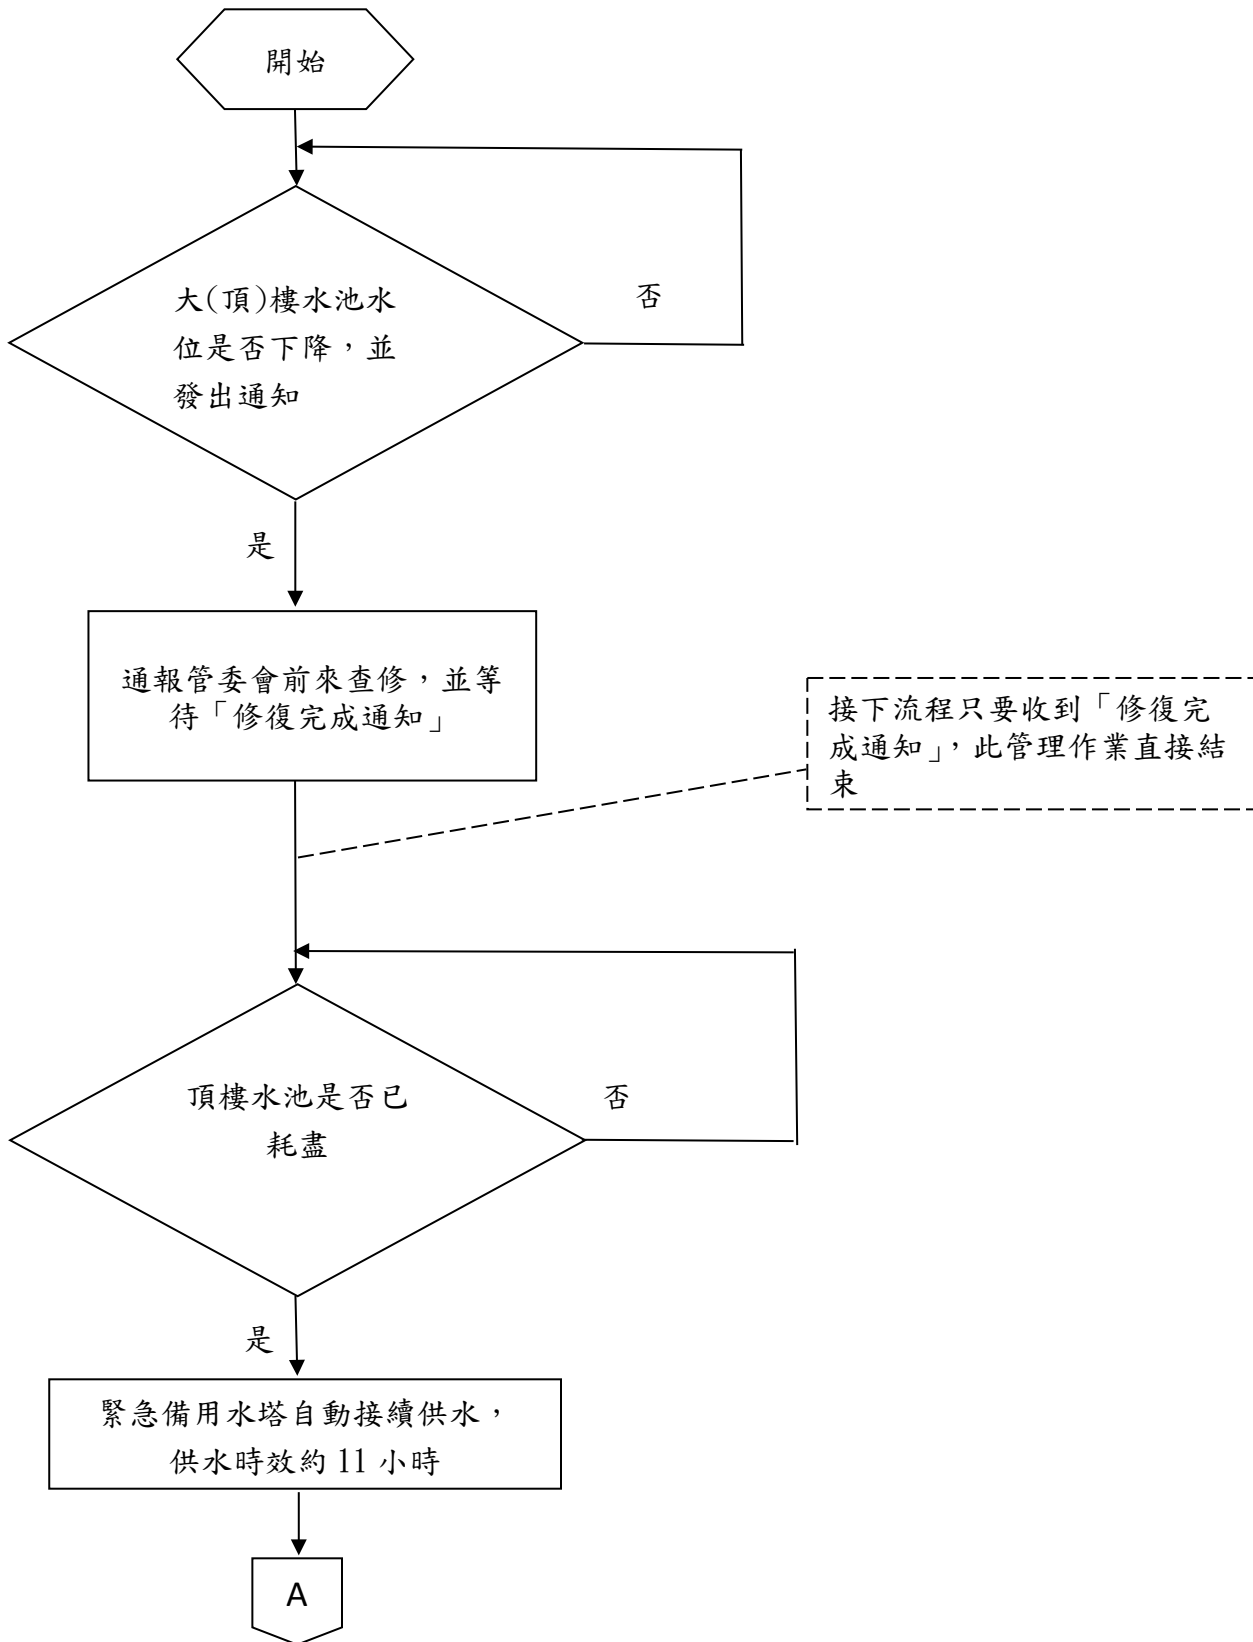 開始
大(頂)樓水池水
位是否下降，並
發出通知
否
是
通報管委會前來查修，並等
待「修復完成通知」
接下流程只要收到「修復完
成通知」，此管理作業直接結
束
頂樓水池是否已
耗盡
否
是
緊急備用水塔自動接續供水，
供水時效約 11 小時
A